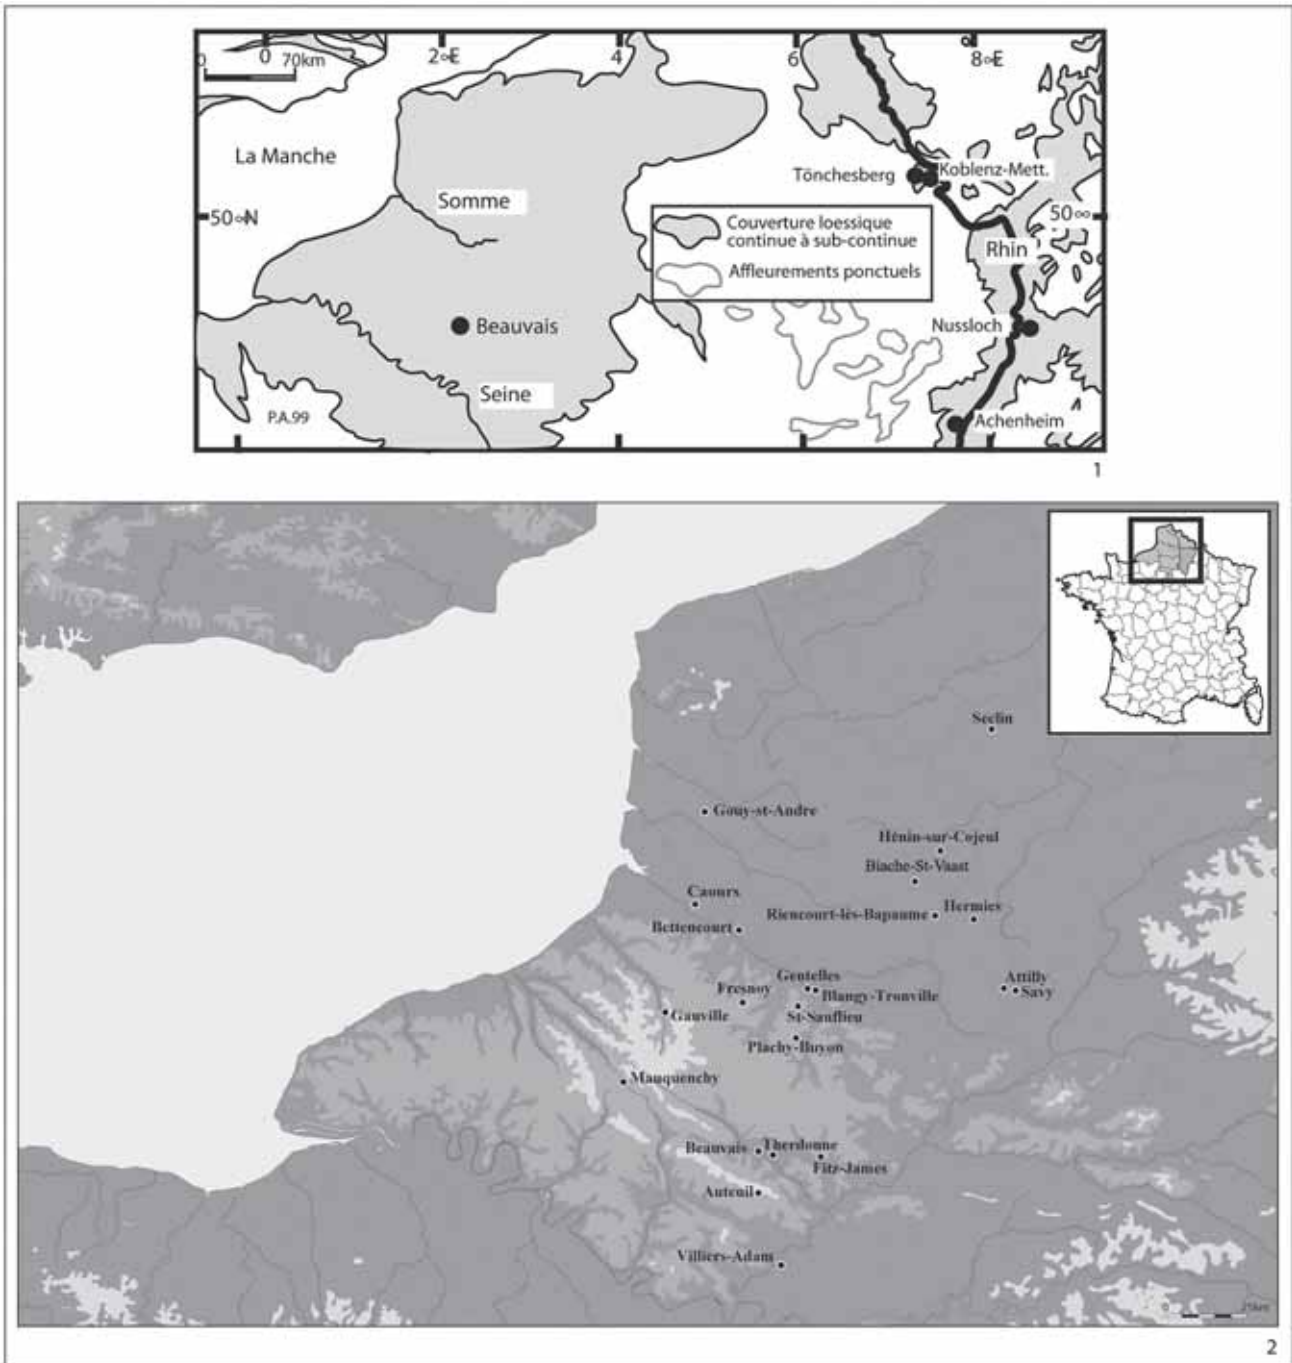 0 2∞E 4 6 8∞E
0 70km
La Manche
Tönchesberg
Koblenz-Mett.
Somme
50∞N
50∞
Couverture loessique
continue à sub-continue
Rhin
Affleurements ponctuels
Beauvais
Nussloch
Seine
P.A.99
Achenheim
1
Seclin
Gouy-st-Andre
Hénin-sur-Cojeul
Biache-St-Vaast
Caours
Riencourt-lès-Bapaume
Hermies
Bettencourt
Gentelles
Attilly
Fresnoy
Blangy-Tronville
Savy
Gauville
St-Sauflieu
Plachy-Buyon
Mauquenchy
Beauvais
Therdonne
Fitz-James
Auteuil
Villiers-Adam
0 25km
2